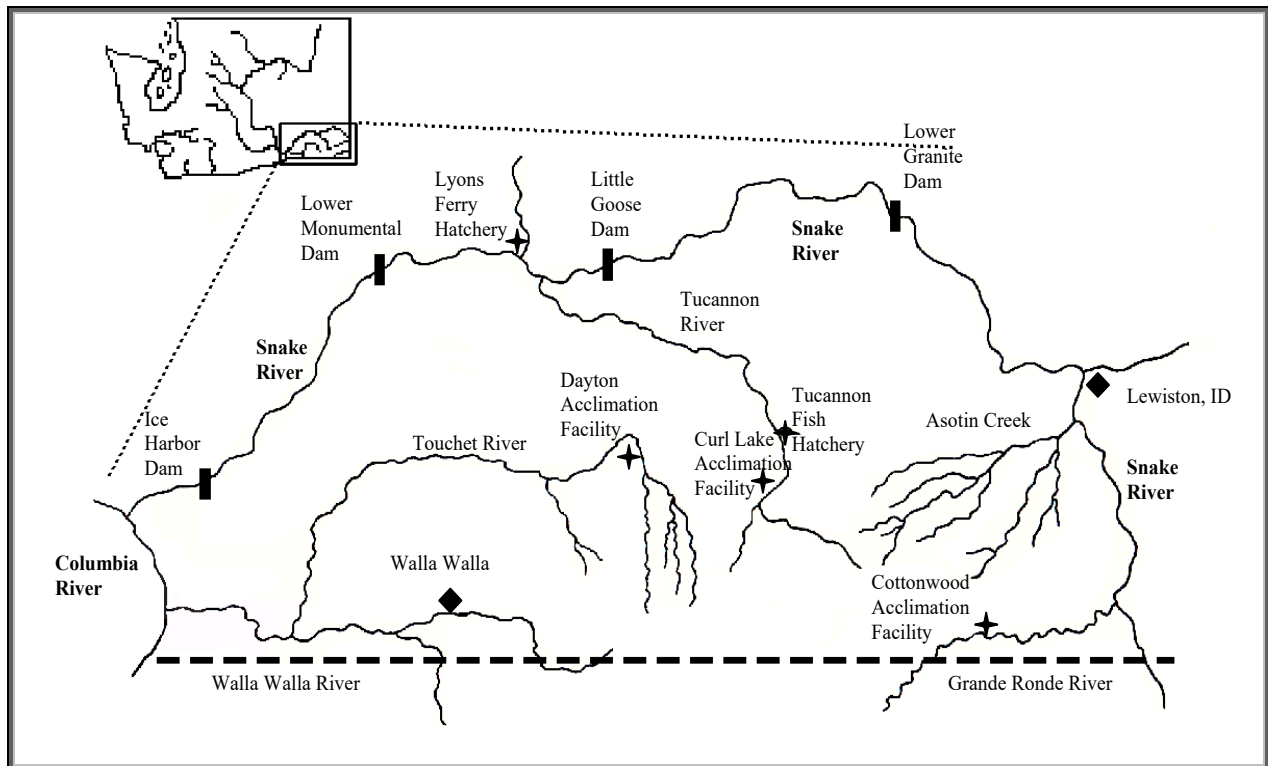 Lower
Granite
Dam
Lyons
Ferry
Hatchery
Little
Goose
Dam
Lower
Monumental
Dam
Snake
River
Tucannon
River
Snake
River
Dayton
Acclimation
Facility
Tucannon
Fish
Hatchery
Lewiston, ID
Asotin Creek
Ice
Harbor
Dam
Touchet River
Curl Lake
Acclimation
Facility
Snake
River
Columbia
River
Walla Walla
Cottonwood
Acclimation
Facility
Walla Walla River
Grande Ronde River